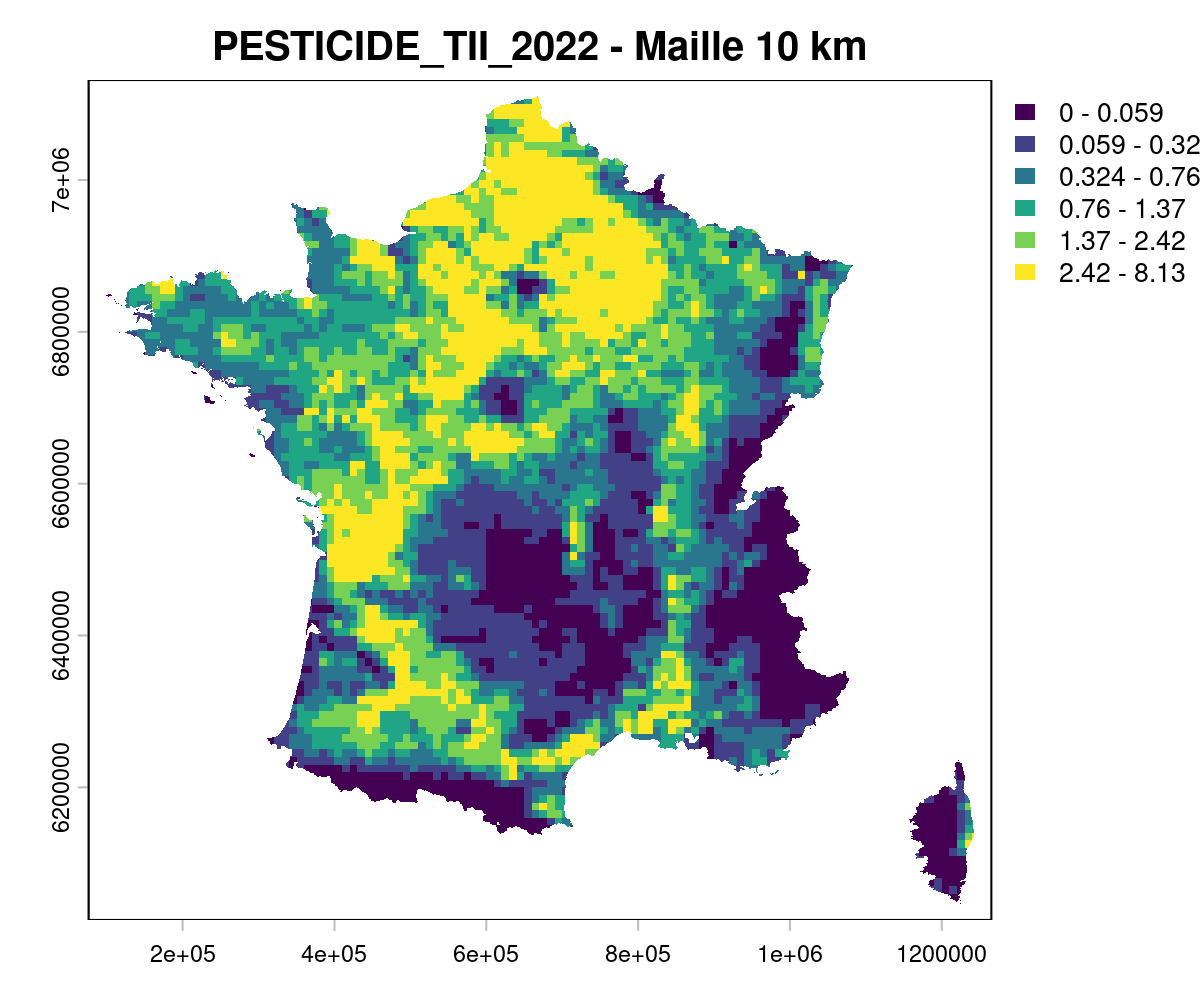 PESTICIDE_TII_2022 - Maille 10 km
0 - 0.059
0.059 - 0.32
0.324 - 0.76
0.76 - 1.37
1.37 - 2.42
2.42 - 8.13
7e+06
6800000
6600000
6400000
6200000
2e+05
4e+05
6e+05
8e+05
1e+06
1200000